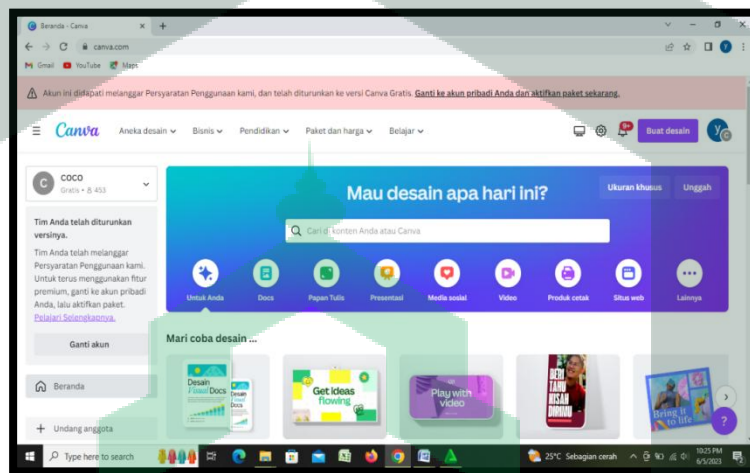 Beranda - Canva
canva.com
Gmail YouTube Maps
Akun ini didapati melanggar Persyaratan Penggunaan kami, dan telah diturunkan ke versi Canva Gratis. Ganti ke akun pribadi Anda dan aktifkan paket sekarang.
Canva Aneka desain Bisnis Pendidikan Paket dan harga Belajar
9+
Buat desain
C
COCO
Gratis • 453
Tim Anda telah diturunkan
versinya.
Tim Anda telah melanggar
Persyaratan Penggunaan kami.
Untuk terus menggunakan fitur
premium, ganti ke akun pribadi
Anda, lalu aktifkan paket.
Pelajari Selengkapnya.
Ganti akun
Beranda
Undang anggota
Mau desain apa hari ini?
Ukuran khusus Unggah
Cari di konten Anda atau Canva
Untuk Anda Docs Papan Tulis Presentasi Media sosial Video Produk cetak Situs web Lainnya
Mari coba desain ...
Desain
Visual Docs
Get ideas
flowing
Play with
video
BERI
TAHU
KISAH
DIRIMU
Bring it
to life
?
Type here to search
25°C Sebagian cerah
10:25 PM
6/5/2023